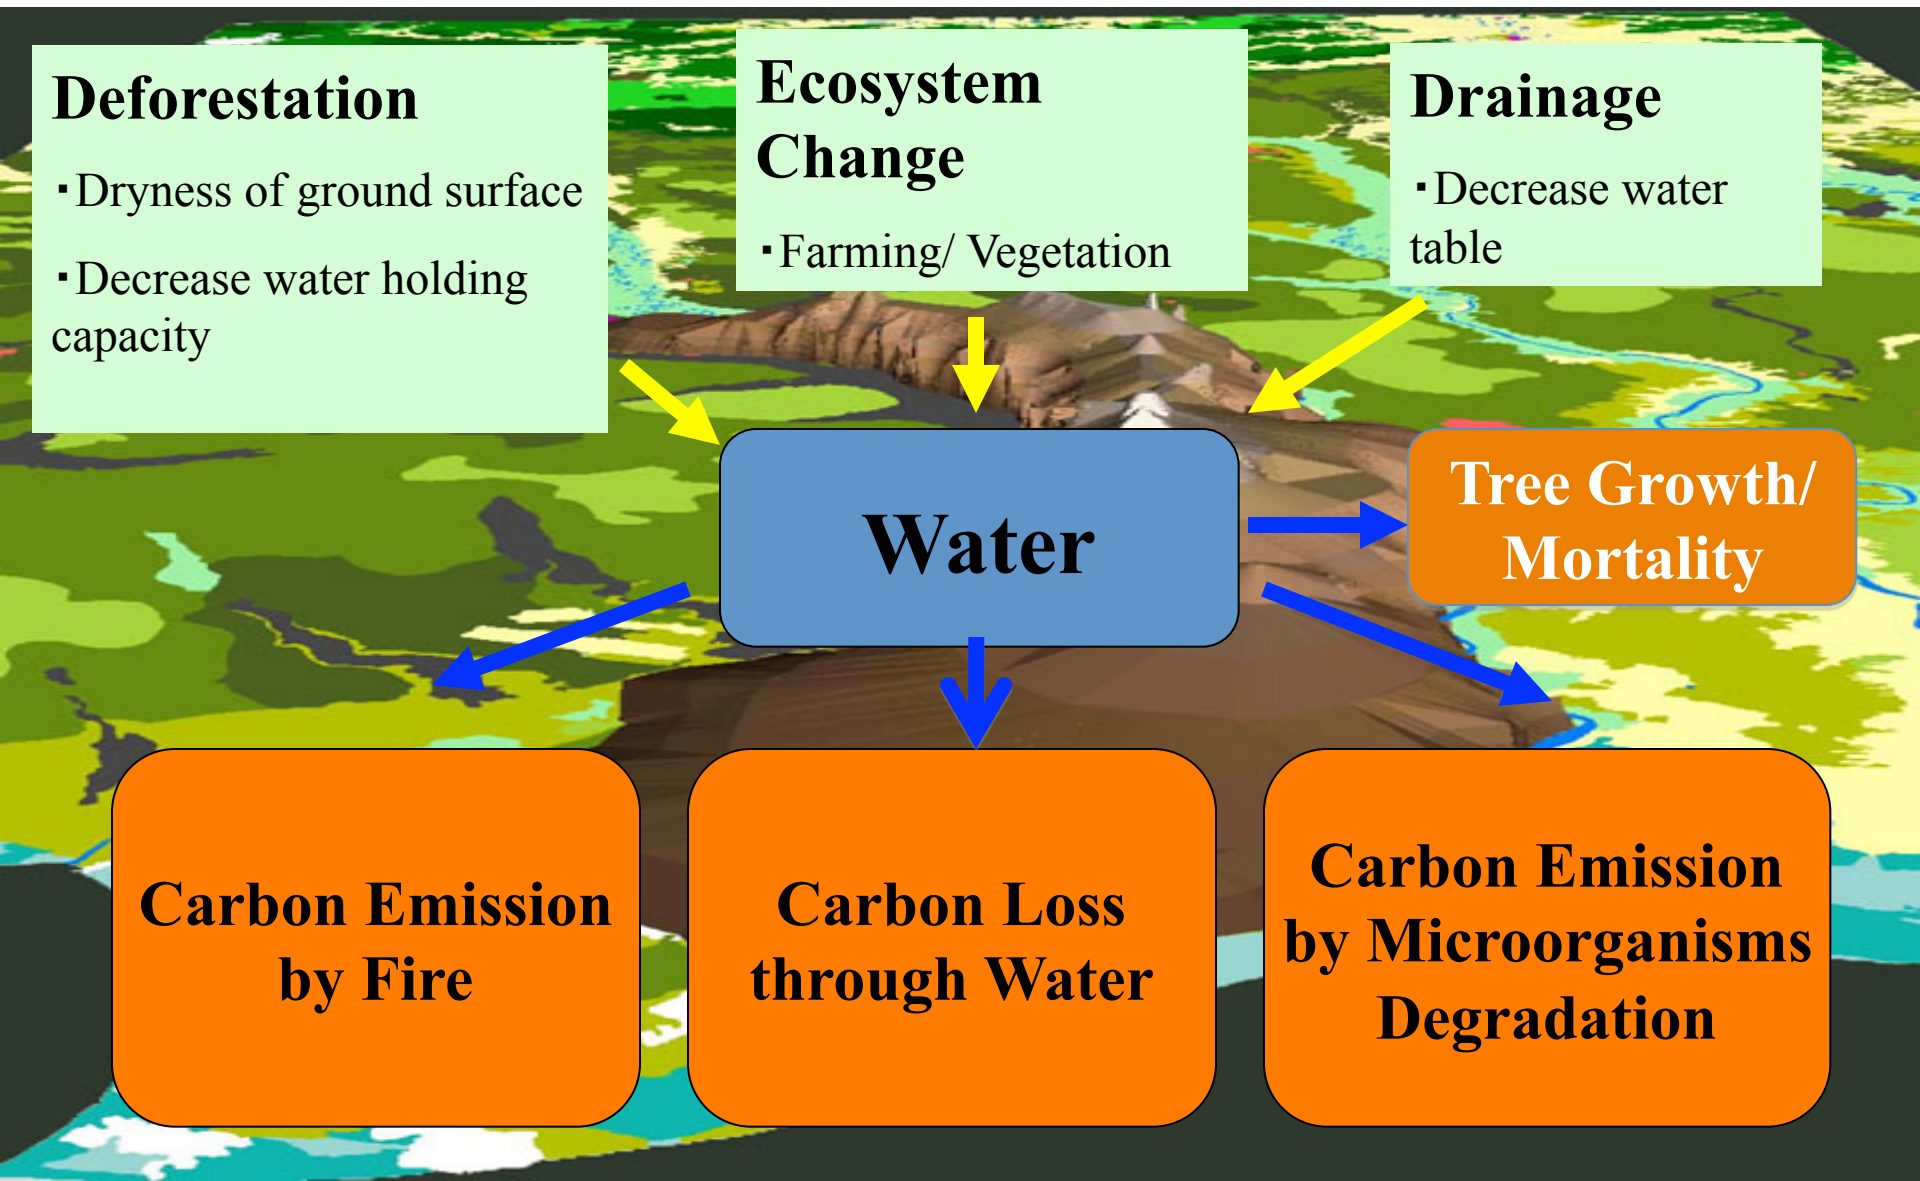 Deforestation
･Dryness of ground surface
･Decrease water holding
capacity
Ecosystem
Change
･Farming/ Vegetation
Drainage
･Decrease water
table
Water
Tree Growth/
Mortality
Carbon Emission
by Fire
Carbon Loss
through Water
Carbon Emission
by Microorganisms
Degradation